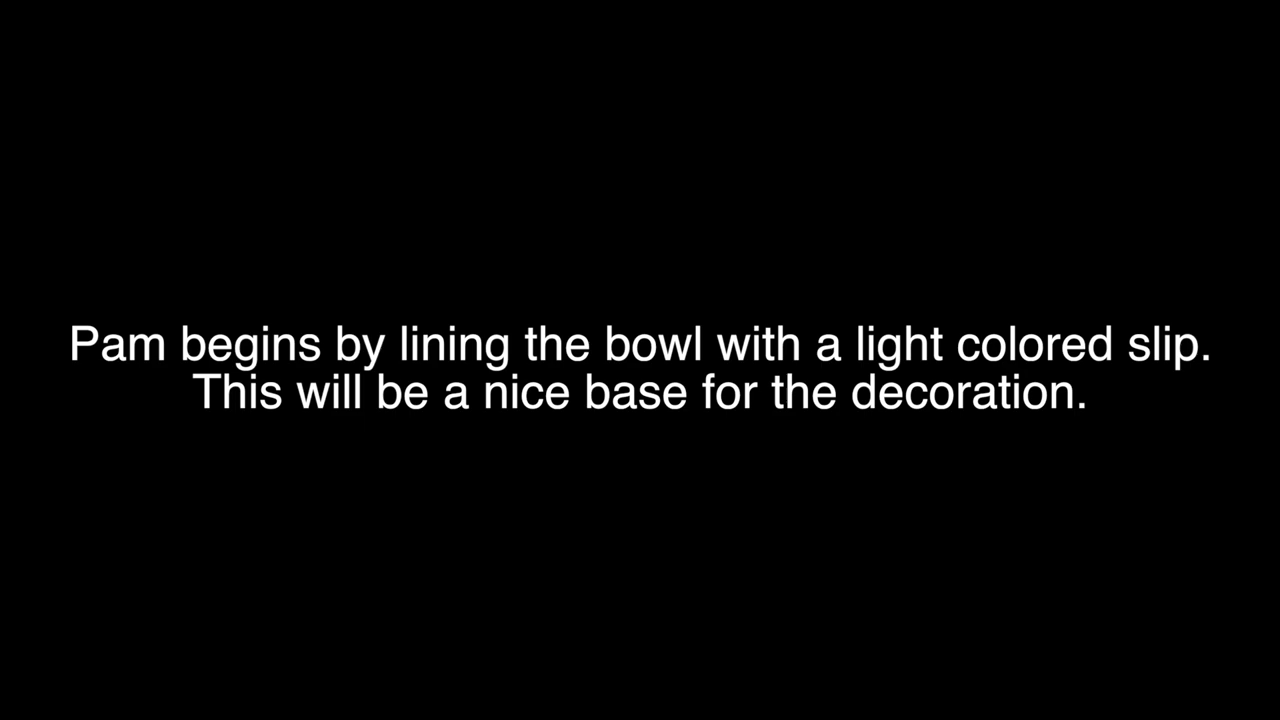 Pam begins by lining the bowl with a light colored slip.
This will be a nice base for the decoration.